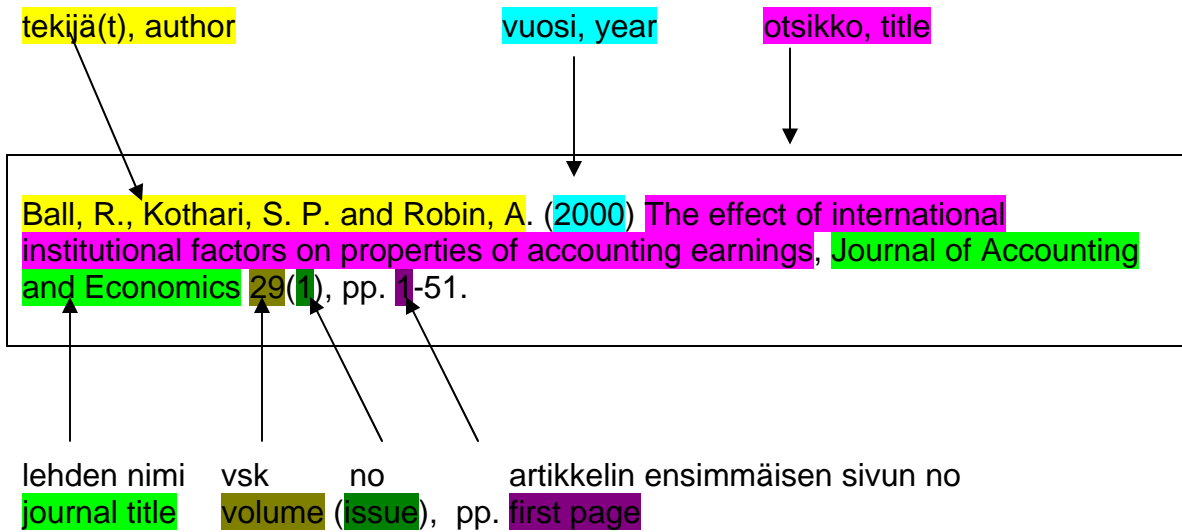 tekijä(t), author vuosi, year otsikko, title
Ball, R., Kothari, S. P. and Robin, A. (2000) The effect of international
institutional factors on properties of accounting earnings, Journal of Accounting
and Economics 29(1), pp. 1-51.
lehden nimi vsk no artikkelin ensimmäisen sivun no
journal title volume (issue), pp. first page